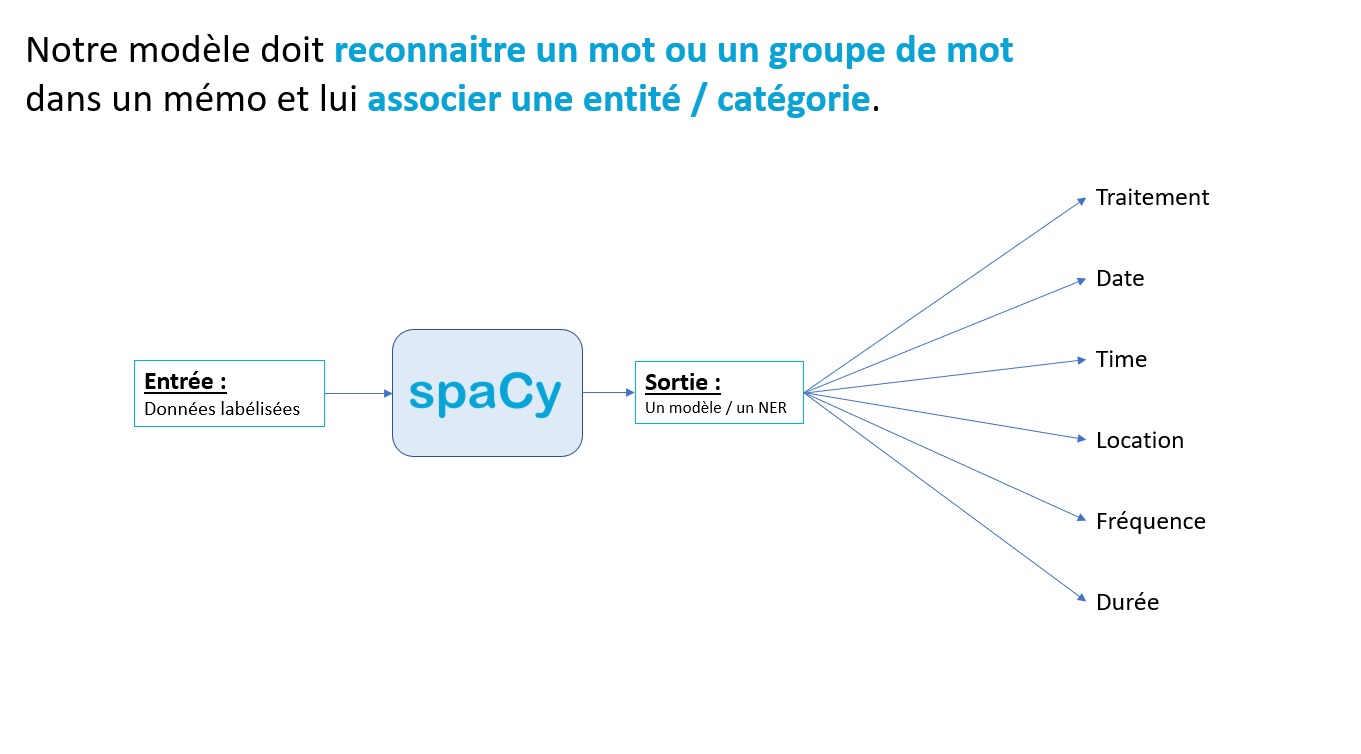 Notre modèle doit reconnaitre un mot ou un groupe de mot
dans un mémo et lui associer une entité / catégorie.
Traitement
Date
Time
Location
Fréquence
Durée
Entrée :
Données labélisées
spaCy
Sortie :
Un modèle / un NER